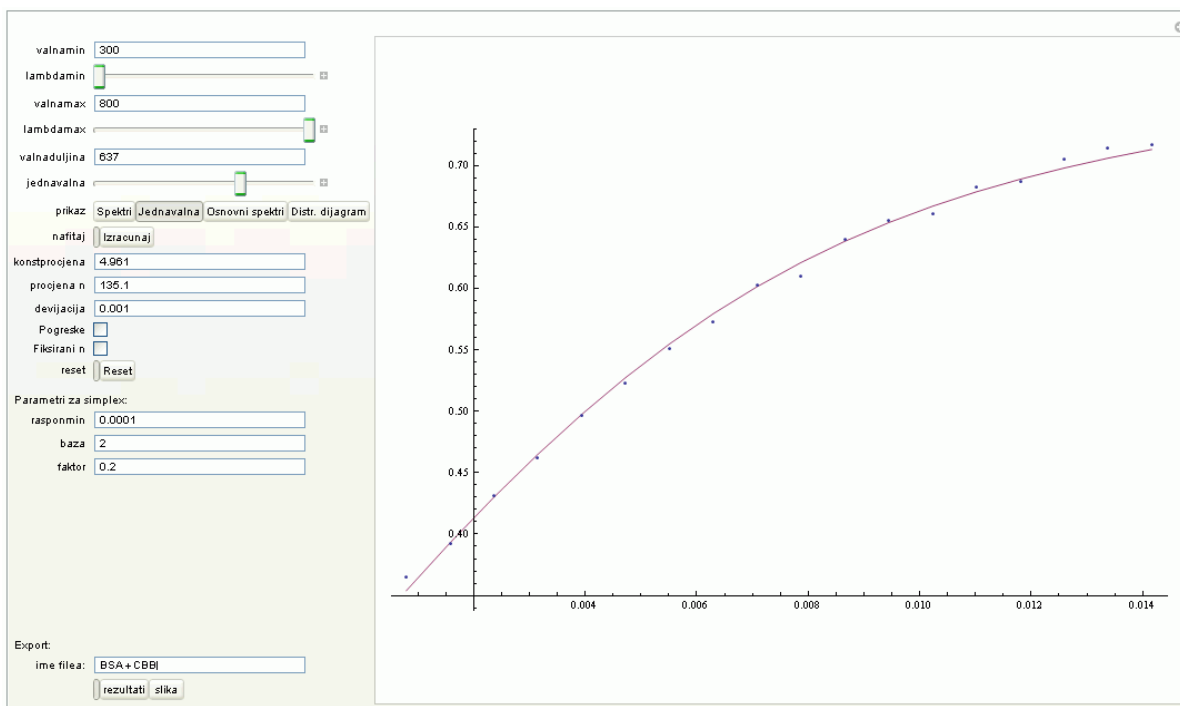 valnamin 300
lambdamin
valnamax 800
lambdamax
valnaduljina 637
jednavalna
prikaz Spektri Jednavalna Osnovni spektri Distr. dijagram
nafitaj Izracunaj
konstprocjena 4.961
procjena n 135.1
devijacija 0.001
Pogreske
Fiksirani n
reset Reset
Parametri za simplex:
rasponmin 0.0001
baza 2
faktor 0.2
Export:
ime filea: BSA+CBB
rezultati slika
0.70
0.65
0.60
0.55
0.50
0.45
0.40
0.004 0.006 0.008 0.010 0.012 0.014